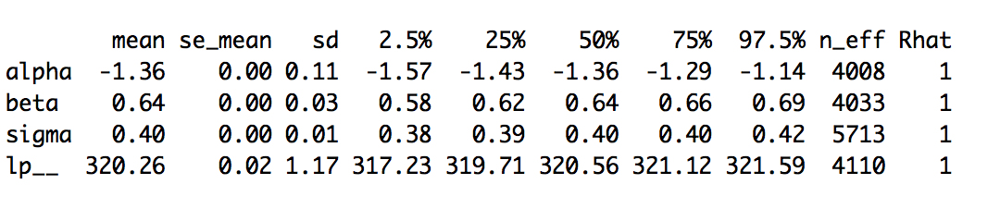 mean se_mean sd 2.5% 25% 50% 75% 97.5% n_eff Rhat
alpha -1.36 0.00 0.11 -1.57 -1.43 -1.36 -1.29 -1.14 4008 1
beta 0.64 0.00 0.03 0.58 0.62 0.64 0.66 0.69 4033 1
sigma 0.40 0.00 0.01 0.38 0.39 0.40 0.40 0.42 5713 1
lp__ 320.26 0.02 1.17 317.23 319.71 320.56 321.12 321.59 4110 1